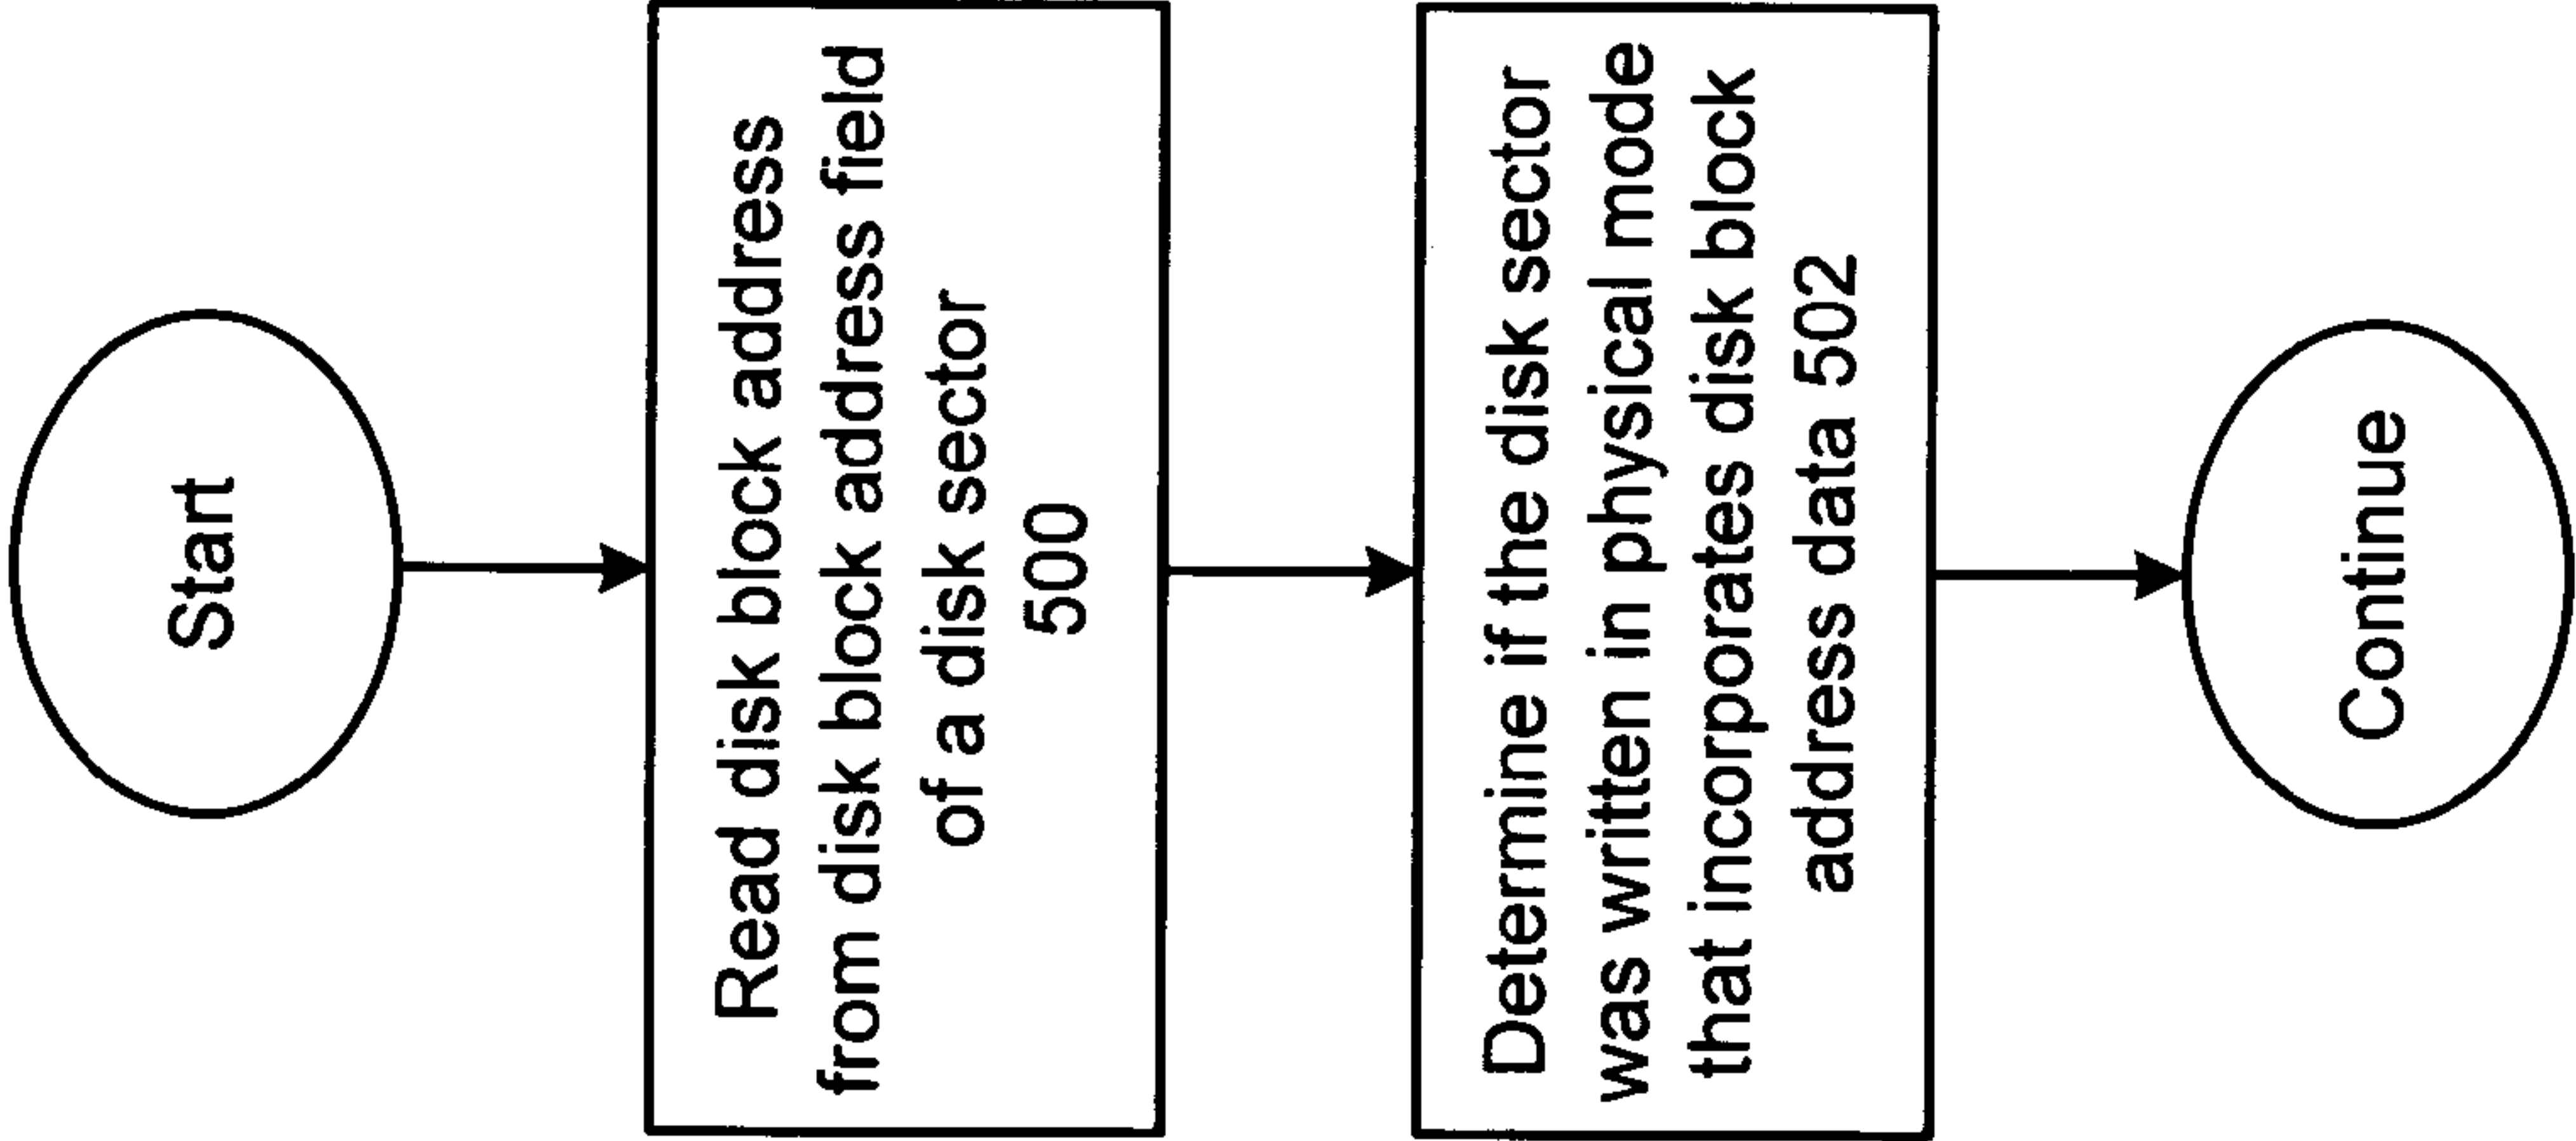 Start
Read disk block address
from disk block address field
of a disk sector
500
Determine if the disk sector
was written in physical mode
that incorporates disk block
address data 502
Continue